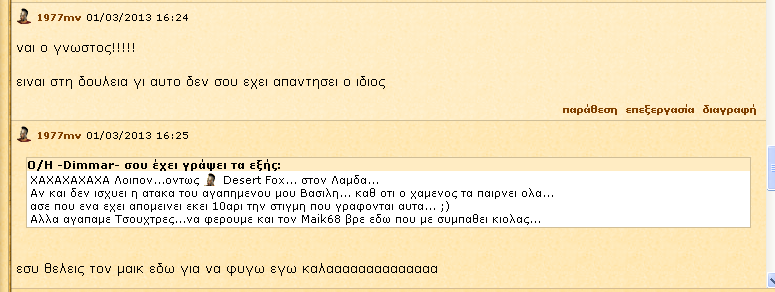 1977mv 01/03/2013 16:24
ναι ο γνωστος!!!!!
ειναι στη δουλεια γι αυτο δεν σου εχει απαντησει ο ιδιος
παράθεση επεξεργασία διαγραφή
1977mv 01/03/2013 16:25
Ο/Η -Dimmar- σου έχει γράψει τα εξής:
ΧΑΧΑΧΑΧΑΧΑ Λοιπον...οντως Desert Fox... στον Λαμδα...
Αν και δεν ισχυει η ατακα του αγαπημενου μου Βασιλη... καθ οτι ο χαμενος τα παιρνει ολα...
ασε που ενα εχει απομεινει εκει 10αρι την στιγμη που γραφονται αυτα... ;)
Αλλα αγαπαμε Τσουχτρες...να φερουμε και τον Maik68 βρε εδω που με συμπαθει κιολας...
εσυ θελεις τον μαικ εδω για να φυγω εγω καλαααααααααααααα